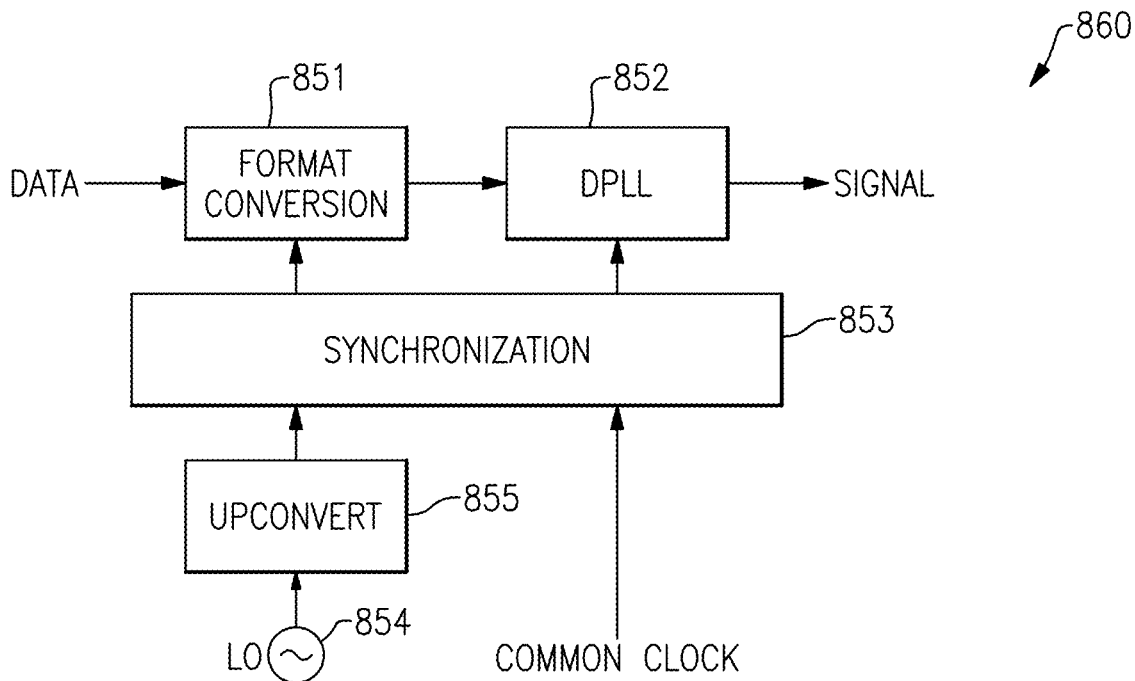 860
851
852
DATA
FORMAT
CONVERSION
DPLL
SIGNAL
853
SYNCHRONIZATION
855
UPCONVERT
854
LO
COMMON CLOCK